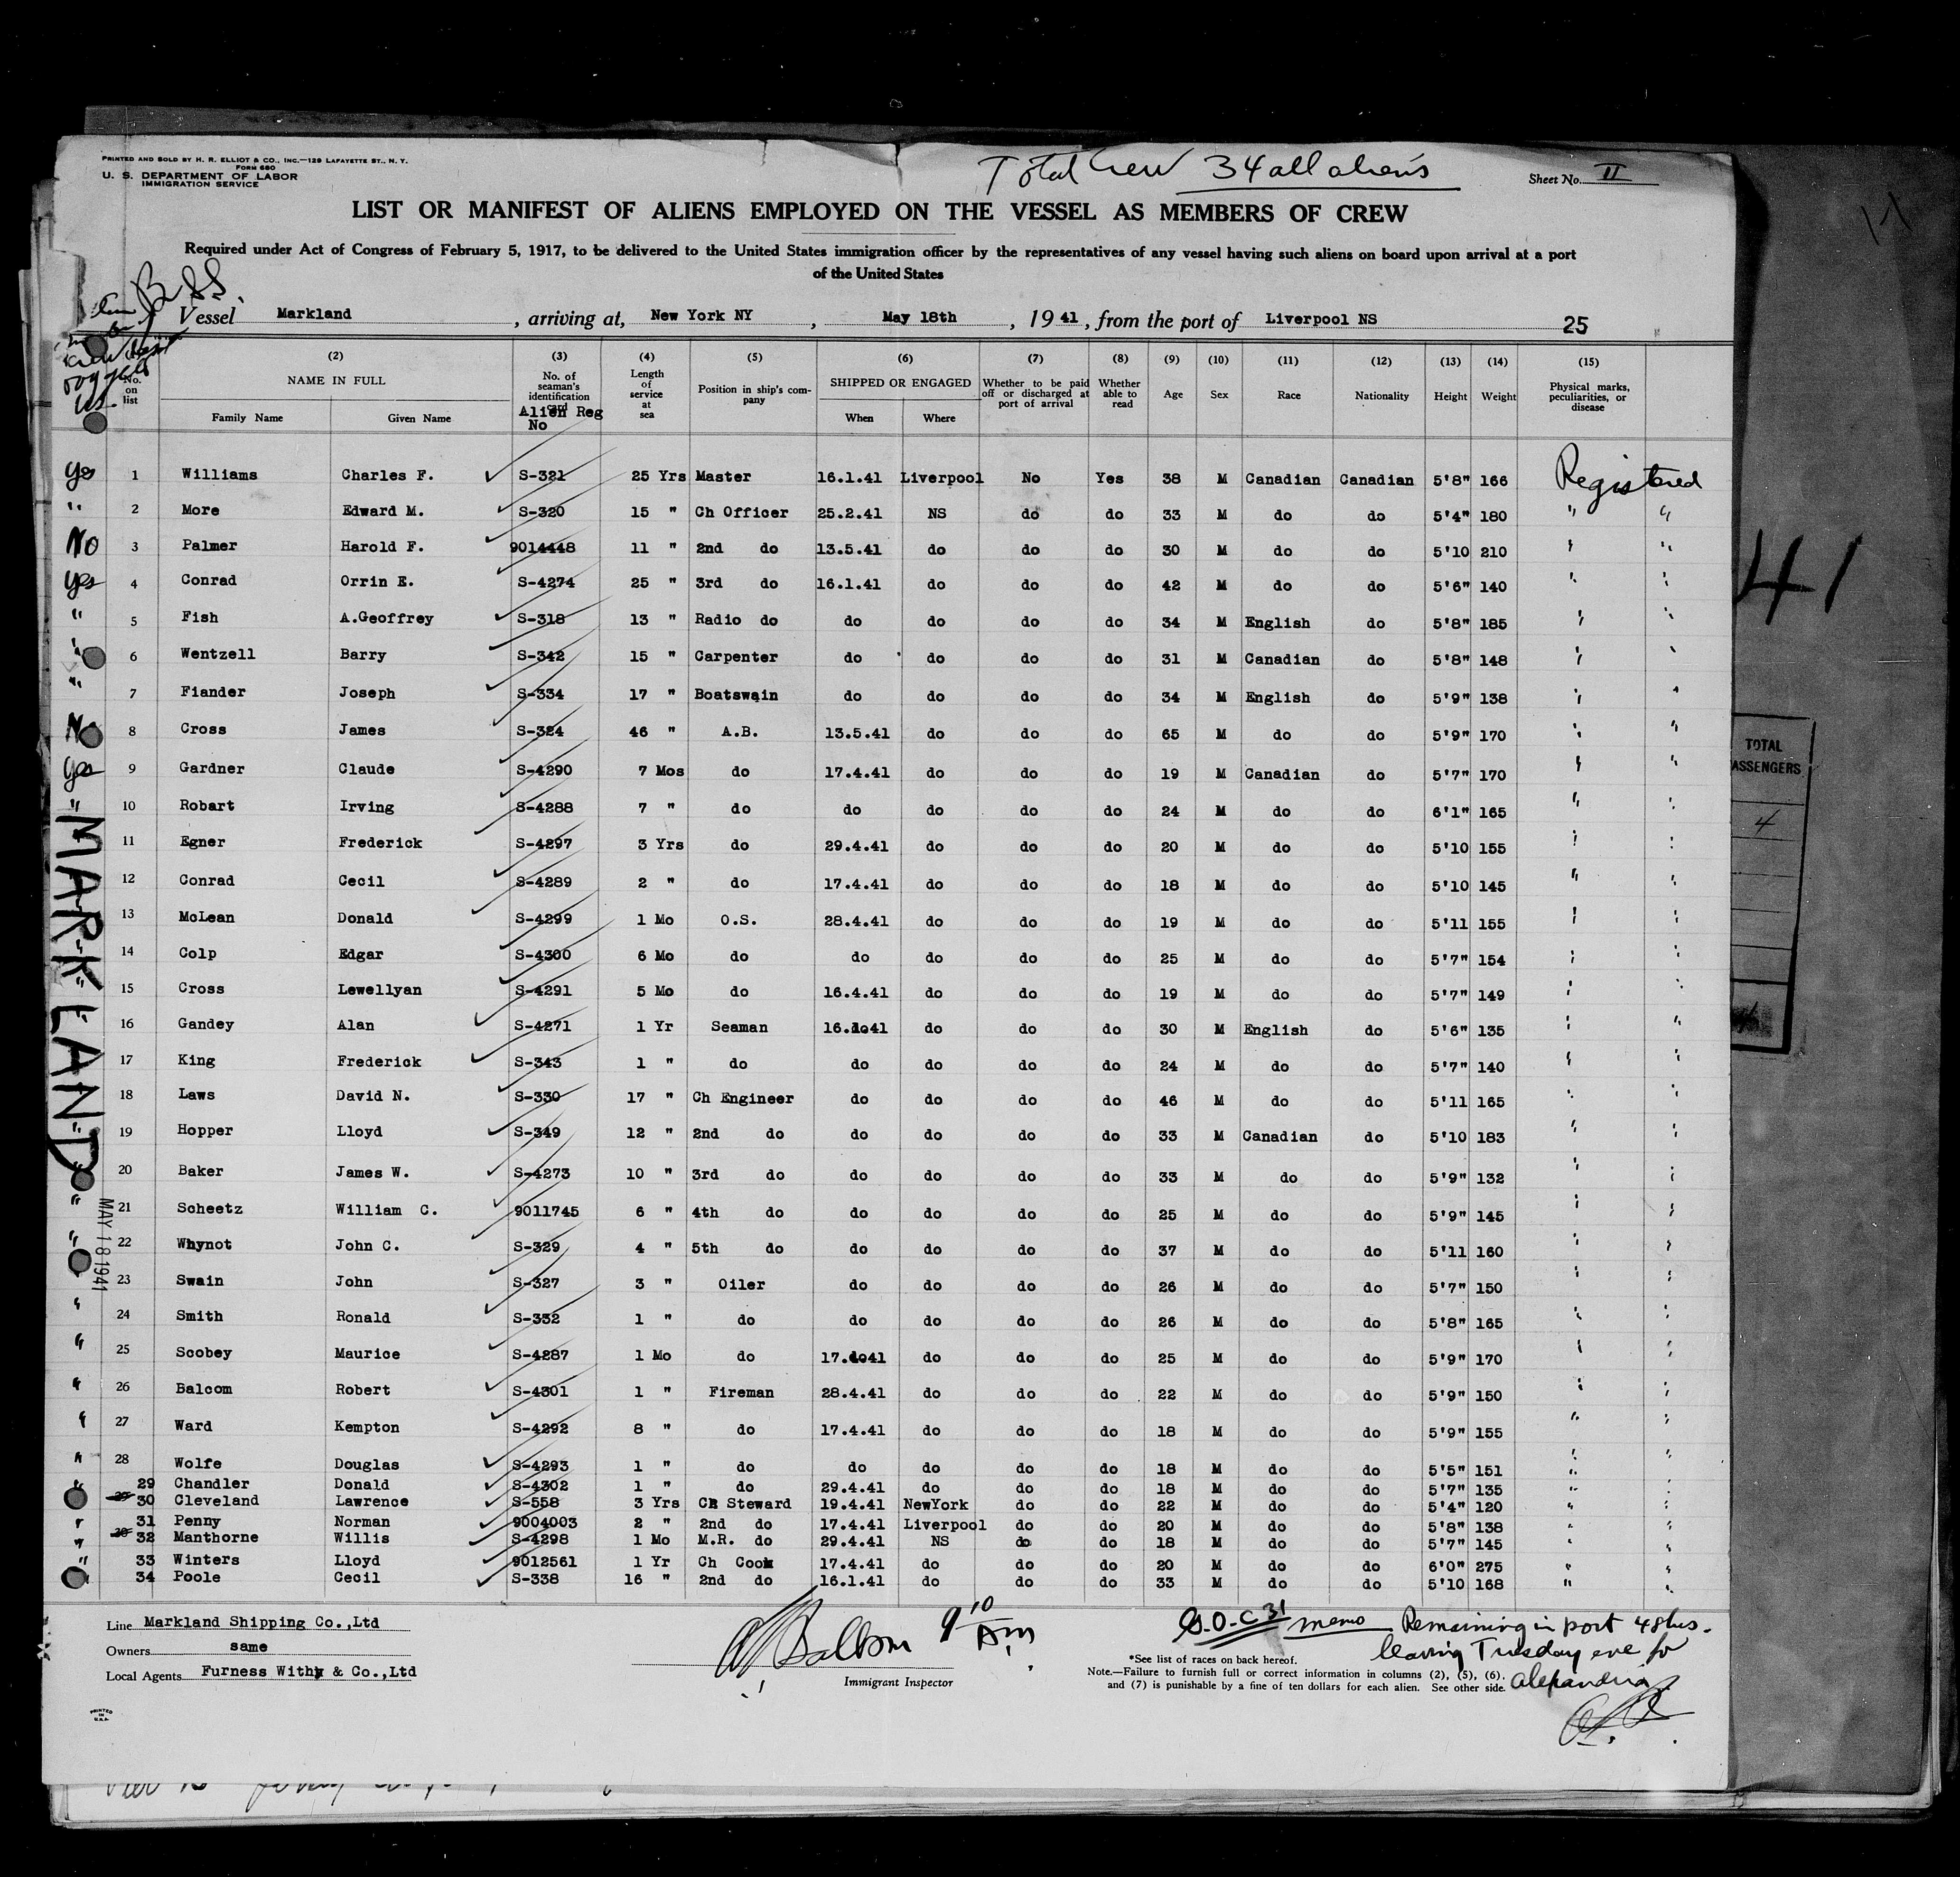 PRINTED AND SOLD BY H. R. ELLIOT & CO., INC.—129 LAFAYETTE ST., N. Y.
FORM 680
U. S. DEPARTMENT OF LABOR
IMMIGRATION SERVICE
Total Crew 34 all aliens
Sheet No. II
LIST OR MANIFEST OF ALIENS EMPLOYED ON THE VESSEL AS MEMBERS OF CREW
Required under Act of Congress of February 5, 1917, to be delivered to the United States immigration officer by the representatives of any vessel having such aliens on board upon arrival at a port
of the United States
Vessel Markland, arriving at, New York NY, May 18th, 1941, from the port of Liverpool NS 25
(2) (3) (4) (5) (6) (7) (8) (9) (10) (11) (12) (13) (14) (15)
No. on list NAME IN FULL No. of seaman's identification card Length of service at sea Position in ship's company SHIPPED OR ENGAGED Whether to be paid off or discharged at port of arrival Whether able to read Age Sex Race Nationality Height Weight Physical marks, peculiarities, or disease
Family Name Given Name Alien Reg No When Where
Yes 1 Williams Charles F. S-321 25 Yrs Master 16.1.41 Liverpool No Yes 38 M Canadian Canadian 5'8" 166 Registered
" 2 More Edward M. S-320 15 " Ch Officer 25.2.41 NS do do 33 M do do 5'4" 180 " "
No 3 Palmer Harold F. 9014448 11 " 2nd do 13.5.41 do do do 30 M do do 5'10 210 " "
Yes 4 Conrad Orrin E. S-4274 25 " 3rd do 16.1.41 do do do 42 M do do 5'6" 140 " "
" 5 Fish A.Geoffrey S-318 13 " Radio do do do do do 34 M English do 5'8" 185 " "
" 6 Wentzell Barry S-342 15 " Carpenter do do do do 31 M Canadian do 5'8" 148 " "
" 7 Fiander Joseph S-334 17 " Boatswain do do do do 34 M English do 5'9" 138 " "
No 8 Cross James S-324 46 " A.B. 13.5.41 do do do 65 M do do 5'9" 170 " "
Yes 9 Gardner Claude S-4290 7 Mos do 17.4.41 do do do 19 M Canadian do 5'7" 170 " "
" 10 Robart Irving S-4288 7 " do do do do do 24 M do do 6'1" 165 " "
11 Egner Frederick S-4297 3 Yrs do 29.4.41 do do do 20 M do do 5'10 155 " "
12 Conrad Cecil S-4289 2 " do 17.4.41 do do do 18 M do do 5'10 145 " "
13 McLean Donald S-4299 1 Mo O.S. 28.4.41 do do do 19 M do do 5'11 155 " "
14 Colp Edgar S-4300 6 Mo do do do do do 25 M do do 5'7" 154 " "
15 Cross Lewellyan S-4291 5 Mo do 16.4.41 do do do 19 M do do 5'7" 149 " "
16 Gandey Alan S-4271 1 Yr Seaman 16.1.41 do do do 30 M English do 5'6" 135 " "
17 King Frederick S-343 1 " do do do do do 24 M do do 5'7" 140 " "
18 Laws David N. S-330 17 " Ch Engineer do do do do 46 M do do 5'11 165 " "
19 Hopper Lloyd S-349 12 " 2nd do do do do do 33 M Canadian do 5'10 183 " "
20 Baker James W. S-4273 10 " 3rd do do do do do 33 M do do 5'9" 132 " "
" 21 Scheetz William C. 9011745 6 " 4th do do do do do 25 M do do 5'9" 145 " "
" 22 Whynot John C. S-329 4 " 5th do do do do do 37 M do do 5'11 160 " "
23 Swain John S-327 3 " Oiler do do do do 26 M do do 5'7" 150 " "
" 24 Smith Ronald S-332 1 " do do do do do 26 M do do 5'8" 165 " "
" 25 Scobey Maurice S-4287 1 Mo do 17.4.41 do do do 25 M do do 5'9" 170 " "
" 26 Balcom Robert S-4301 1 " Fireman 28.4.41 do do do 22 M do do 5'9" 150 " "
" 27 Ward Kempton S-4292 8 " do 17.4.41 do do do 18 M do do 5'9" 155 " "
" 28 Wolfe Douglas S-4293 1 " do do do do do 18 M do do 5'5" 151 " "
" 29 Chandler Donald S-4302 1 " do 29.4.41 do do do 18 M do do 5'7" 135 " "
29 30 Cleveland Lawrence S-558 3 Yrs Ch Steward 19.4.41 NewYork do do 22 M do do 5'4" 120 " "
" 31 Penny Norman 9004003 2 " 2nd do 17.4.41 Liverpool do do 20 M do do 5'8" 138 " "
" 30 32 Manthorne Willis S-4298 1 Mo M.R. do 29.4.41 NS do do 18 M do do 5'7" 145 " "
" 33 Winters Lloyd 9012561 1 Yr Ch Cook 17.4.41 do do do 20 M do do 6'0" 275 " "
34 Poole Cecil S-338 16 " 2nd do 16.1.41 do do do 33 M do do 5'10 168 " "
MARKLAND
MAY 18 1941
Line Markland Shipping Co.,Ltd
Owners same
Local Agents Furness Withy & Co.,Ltd
9 10 Am
Immigrant Inspector
G.O. C 31 memo Remaining in port 48 hrs.
leaving Tuesday eve for
Alexandria
*See list of races on back hereof.
Note.—Failure to furnish full or correct information in columns (2), (5), (6).
and (7) is punishable by a fine of ten dollars for each alien. See other side.
PRINTED IN U.S.A.
41
TOTAL
PASSENGERS
4